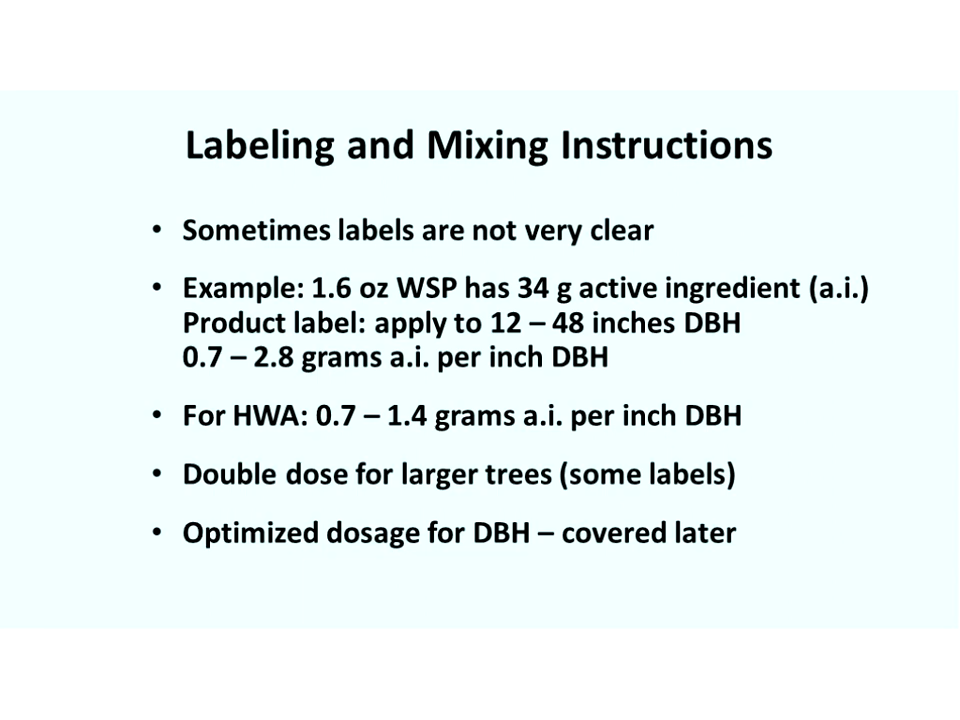 Labeling and Mixing Instructions
• Sometimes labels are not very clear
• Example: 1.6 oz WSP has 34 g active ingredient (a.i.)
Product label: apply to 12 – 48 inches DBH
0.7 – 2.8 grams a.i. per inch DBH
• For HWA: 0.7 – 1.4 grams a.i. per inch DBH
• Double dose for larger trees (some labels)
• Optimized dosage for DBH – covered later